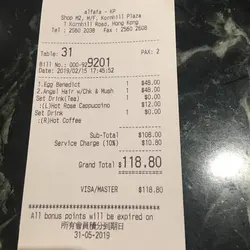 Alfafa - KP
Shop M2, M/F, Kornhill Plaza
1 Kornhill Road, Hong Kong
Tel : 2560 2038 Fax : 2560 2608
Table: 31 PAX: 2
Bill No.: 000-929201
DATE: 2019/02/15 17:45:52
1.Egg Benedict 1 $48.00
2.Angel Hair w/Chk & Mush 1 $48.00
Set Drink(Tea) $0.00
:(L)Hot Rose Cappuccino $12.00
Set Drink $0.00
:(R)Hot Coffee
Sub-Total: $108.00
Service Charge (10%): $10.80
Grand Total : $118.80
VISA/MASTER $118.80
All bonus points will be expired on
所有會員積分到期日
31-05-2019